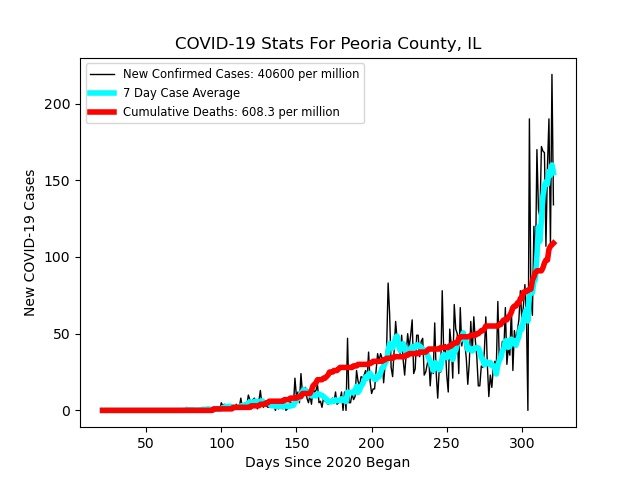 COVID-19 Stats For Peoria County, IL
New Confirmed Cases: 40600 per million
7 Day Case Average
Cumulative Deaths: 608.3 per million
New COVID-19 Cases
200
150
100
50
0
50 100 150 200 250 300
Days Since 2020 Began